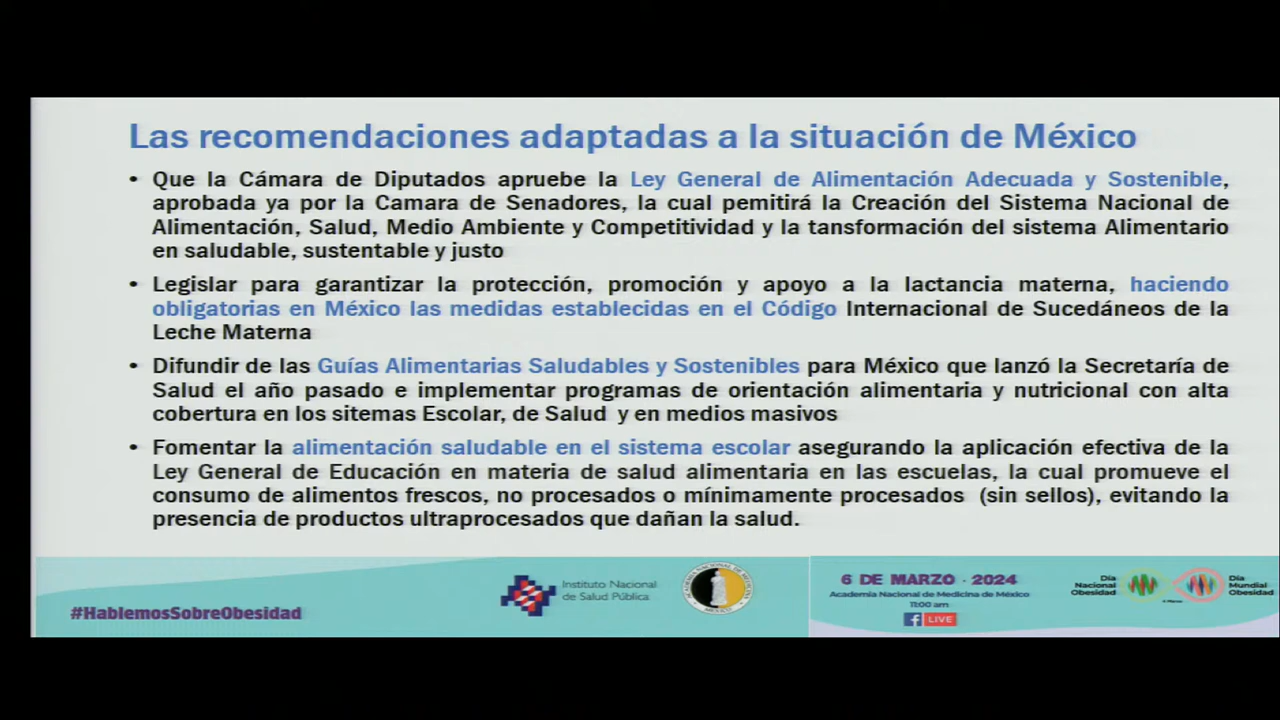 Las recomendaciones adaptadas a la situación de México
• Que la Cámara de Diputados apruebe la Ley General de Alimentación Adecuada y Sostenible,
aprobada ya por la Camara de Senadores, la cual pemitirá la Creación del Sistema Nacional de
Alimentación, Salud, Medio Ambiente y Competitividad y la tansformación del sistema Alimentario
en saludable, sustentable y justo
• Legislar para garantizar la protección, promoción y apoyo a la lactancia materna, haciendo
obligatorias en México las medidas establecidas en el Código Internacional de Sucedáneos de la
Leche Materna
• Difundir de las Guías Alimentarias Saludables y Sostenibles para México que lanzó la Secretaría de
Salud el año pasado e implementar programas de orientación alimentaria y nutricional con alta
cobertura en los sitemas Escolar, de Salud y en medios masivos
• Fomentar la alimentación saludable en el sistema escolar asegurando la aplicación efectiva de la
Ley General de Educación en materia de salud alimentaria en las escuelas, la cual promueve el
consumo de alimentos frescos, no procesados o mínimamente procesados (sin sellos), evitando la
presencia de productos ultraprocesados que dañan la salud.
#HablemosSobreObesidad
Instituto Nacional
de Salud Pública
ACADEMIA NACIONAL DE MEDICINA
MEXICO
6 DE MARZO · 2024
Academia Nacional de Medicina de México
11:00 am
LIVE
Día
Nacional
Obesidad
Día
Mundial
Obesidad